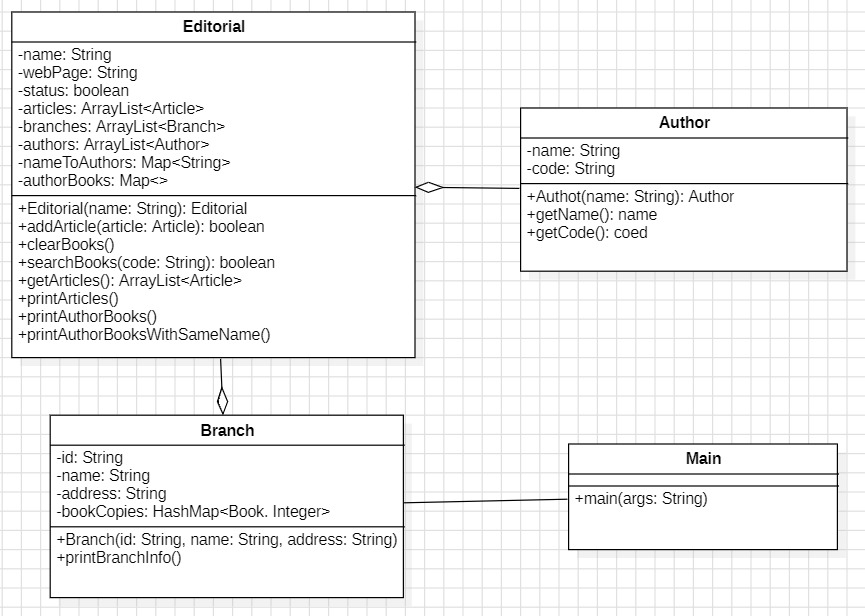 Editorial
-name: String
-webPage: String
-status: boolean
-articles: ArrayList<Article>
-branches: ArrayList<Branch>
-authors: ArrayList<Author>
-nameToAuthors: Map<String>
-authorBooks: Map<>
+Editorial(name: String): Editorial
+addArticle(article: Article): boolean
+clearBooks()
+searchBooks(code: String): boolean
+getArticles(): ArrayList<Article>
+printArticles()
+printAuthorBooks()
+printAuthorBooksWithSameName()
Author
-name: String
-code: String
+Authot(name: String): Author
+getName(): name
+getCode(): coed
Branch
-id: String
-name: String
-address: String
-bookCopies: HashMap<Book. Integer>
+Branch(id: String, name: String, address: String)
+printBranchInfo()
Main
+main(args: String)